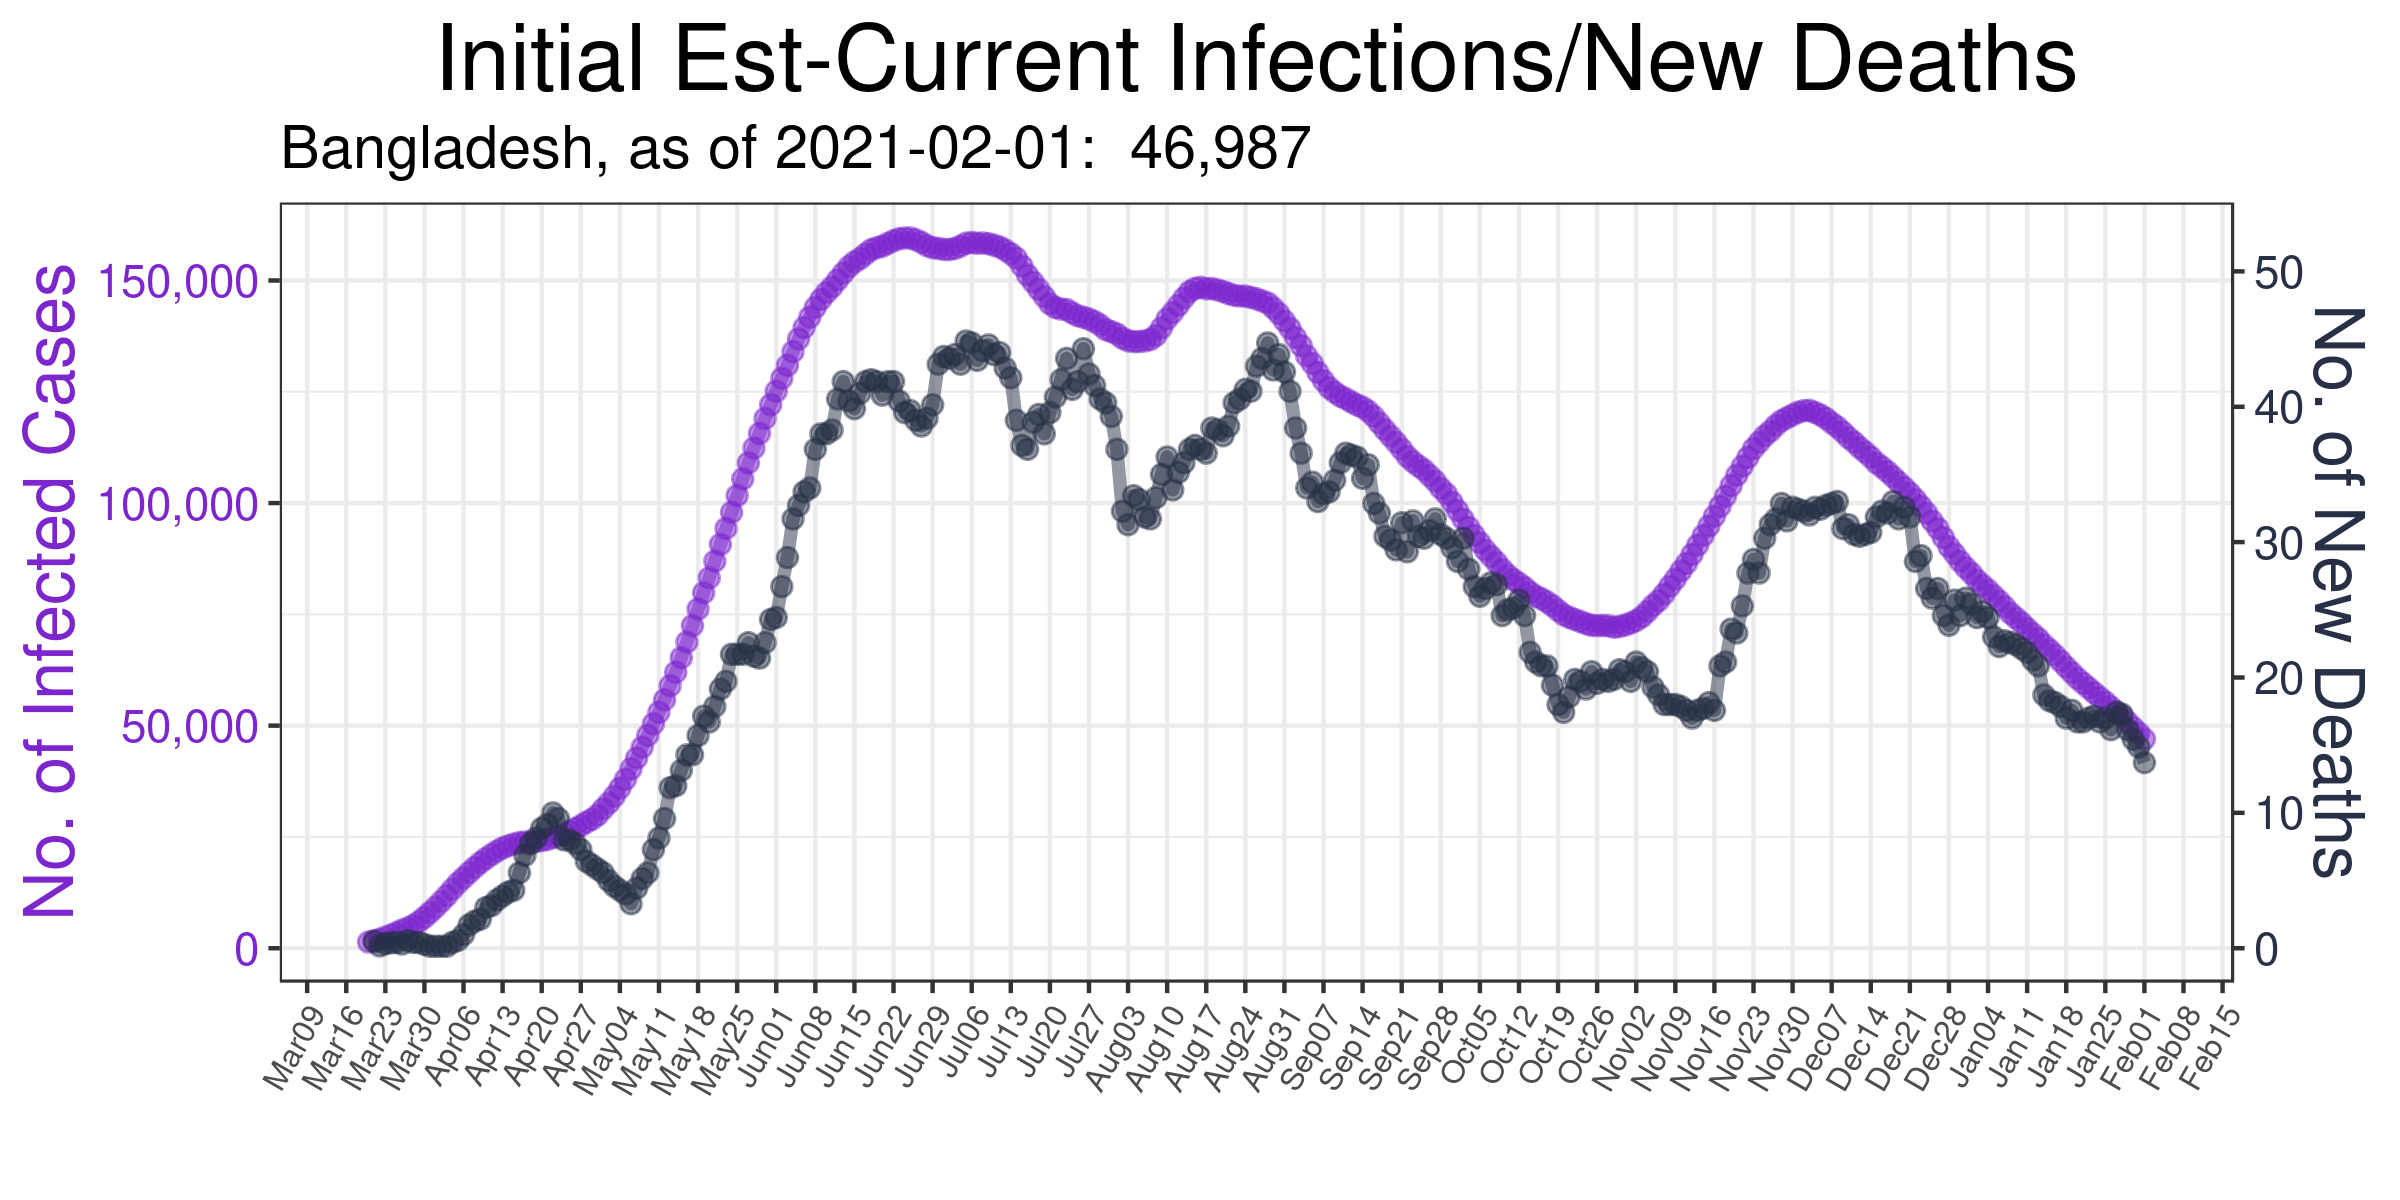 Initial Est-Current Infections/New Deaths
Bangladesh, as of 2021-02-01:  46,987
No. of Infected Cases
150,000
100,000
50,000
0
50
40
30
20
10
0
No. of New Deaths
Mar09
Mar16
Mar23
Mar30
Apr06
Apr13
Apr20
Apr27
May04
May11
May18
May25
Jun01
Jun08
Jun15
Jun22
Jun29
Jul06
Jul13
Jul20
Jul27
Aug03
Aug10
Aug17
Aug24
Aug31
Sep07
Sep14
Sep21
Sep28
Oct05
Oct12
Oct19
Oct26
Nov02
Nov09
Nov16
Nov23
Nov30
Dec07
Dec14
Dec21
Dec28
Jan04
Jan11
Jan18
Jan25
Feb01
Feb08
Feb15